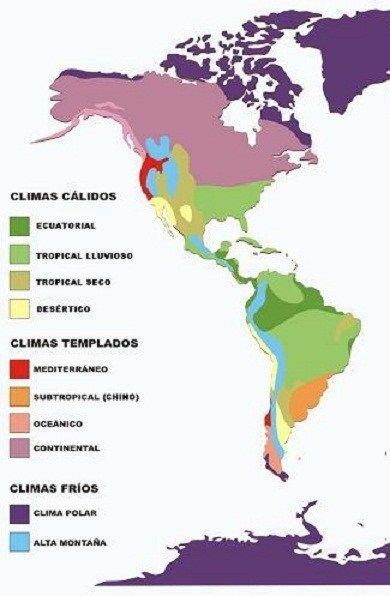 CLIMAS CÁLIDOS
ECUATORIAL
TROPICAL LLUVIOSO
TROPICAL SECO
DESÉRTICO
CLIMAS TEMPLADOS
MEDITERRÁNEO
SUBTROPICAL (CHINO)
OCEÁNICO
CONTINENTAL
CLIMAS FRÍOS
CLIMA POLAR
ALTA MONTAÑA